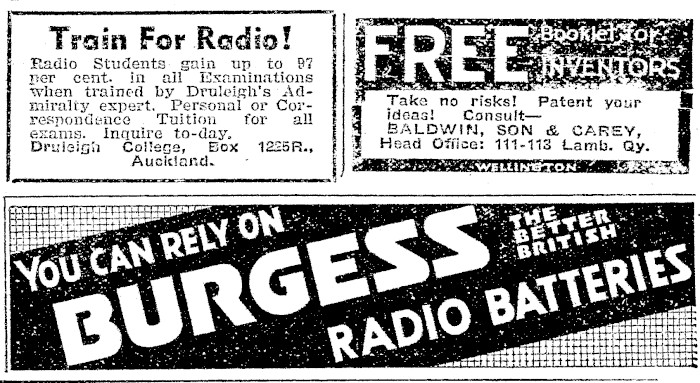 Train For Radio!
Radio Students gain up to 97
per cent. in all Examinations
when trained by Druleigh's Ad-
miralty expert. Personal or Cor-
respondence Tuition for all
exams. Inquire to-day.
Druleigh College, Box 1225R.,
Auckland.
FREE Booklet for
INVENTORS
Take no risks! Patent your
ideas! Consult—
BALDWIN, SON & CAREY,
Head Office: 111-113 Lamb. Qy.
WELLINGTON
YOU CAN RELY ON
BURGESS
THE
BETTER
BRITISH
RADIO BATTERIES